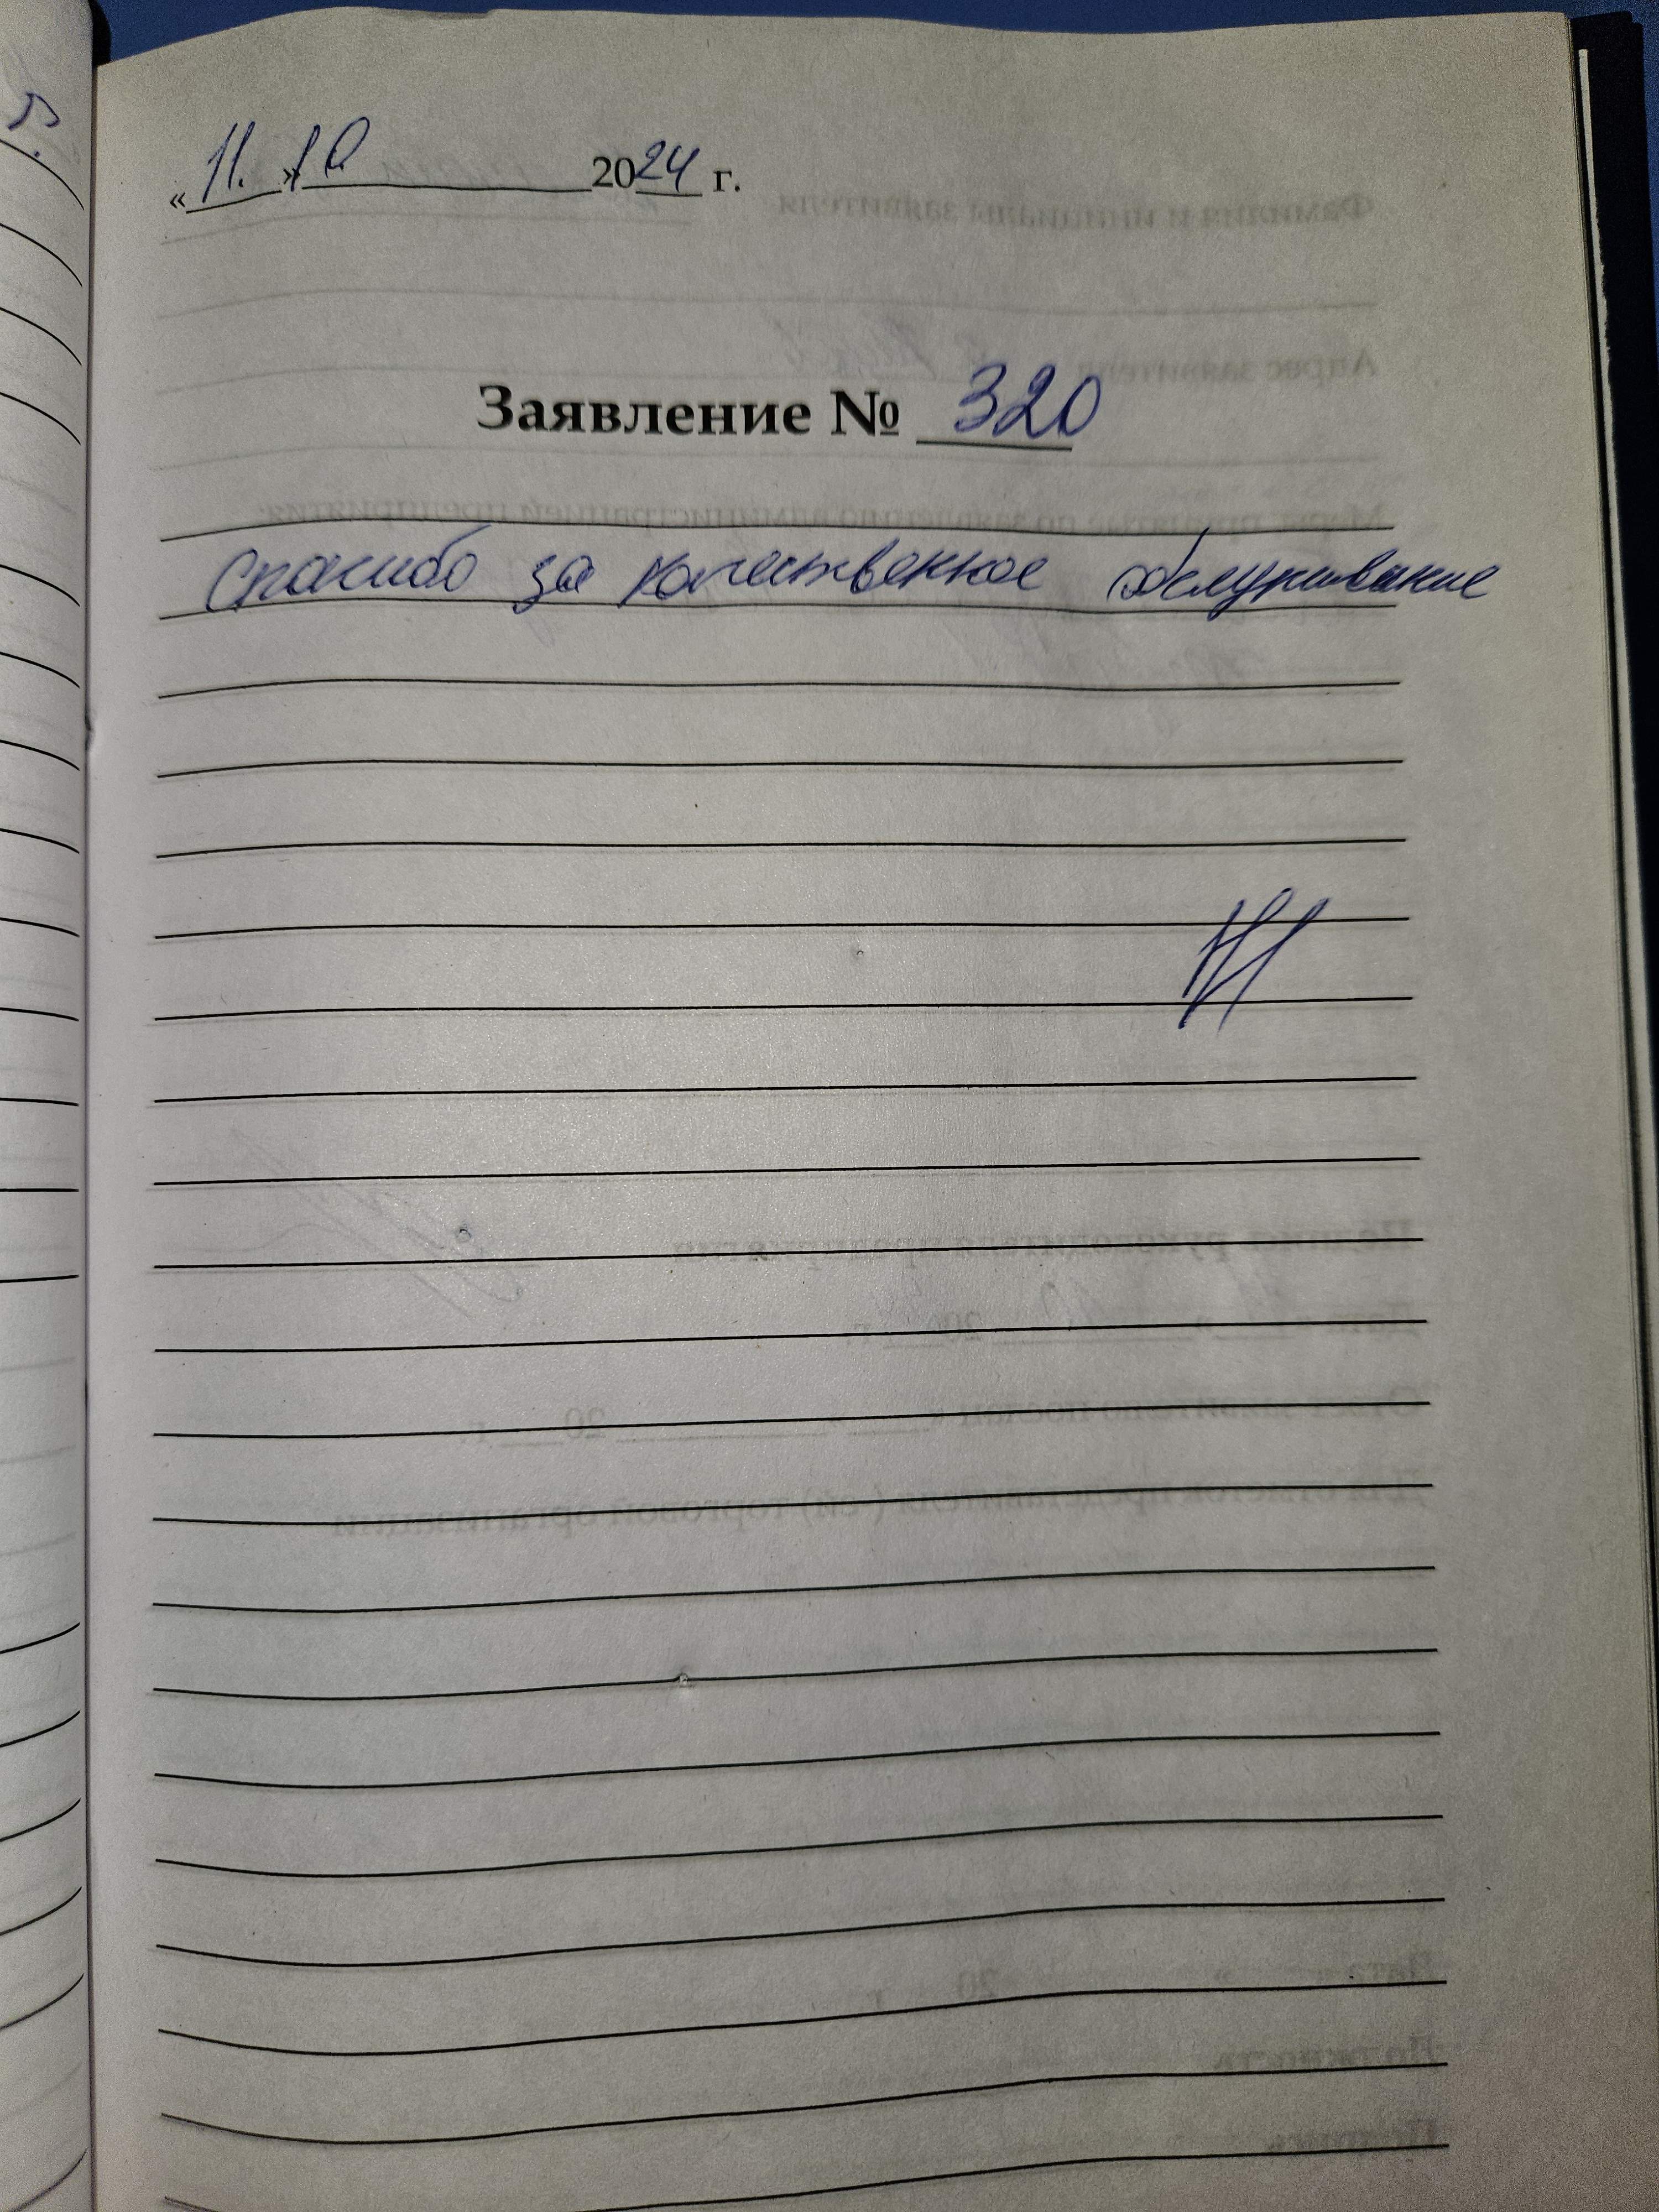 «11.» 10 2024 г.
Заявление № 320
Спасибо за качественное обслуживание